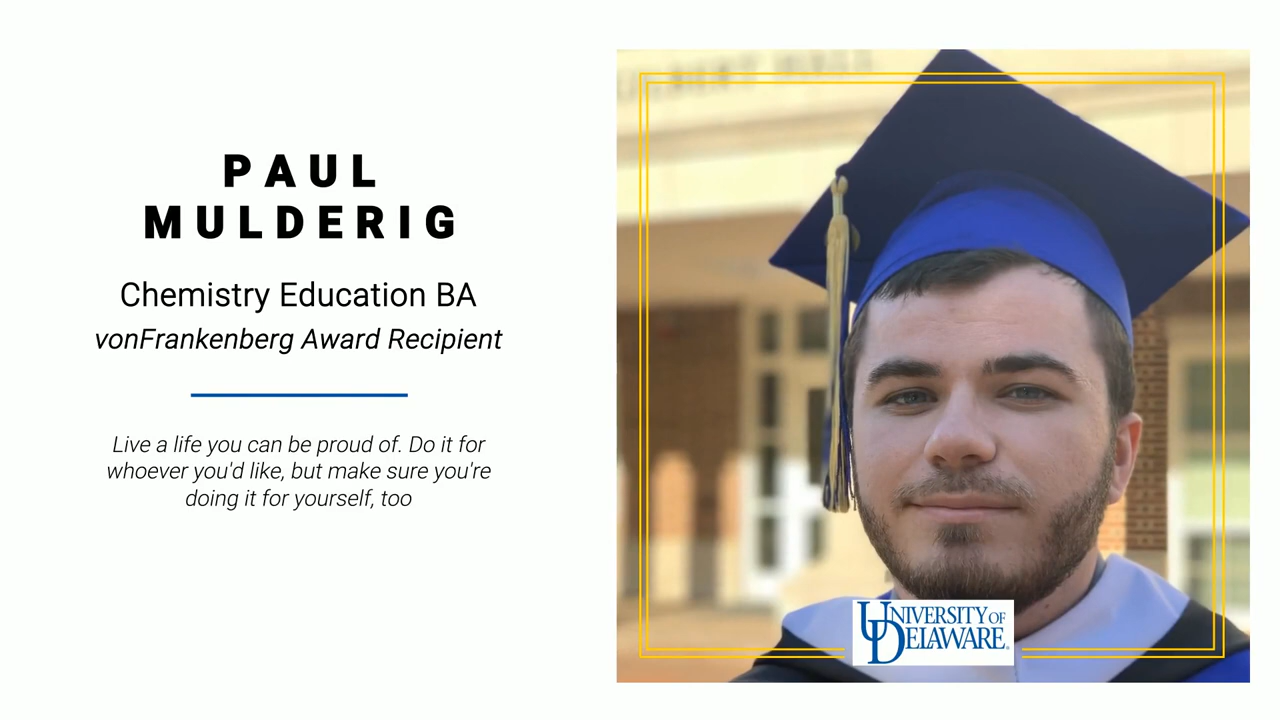 PAUL
MULDERIG
Chemistry Education BA
vonFrankenberg Award Recipient
Live a life you can be proud of. Do it for
whoever you'd like, but make sure you're
doing it for yourself, too
UNIVERSITY OF
DELAWARE